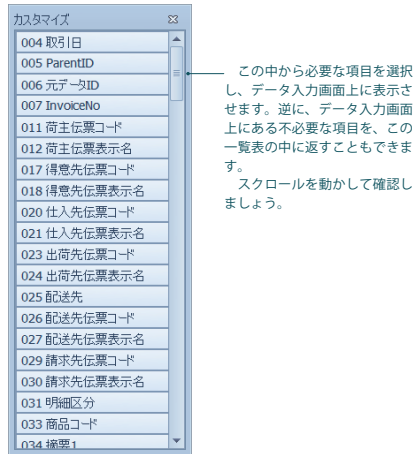 カスタマイズ
004 取引日
005 ParentID
006 元データID
007 InvoiceNo
011 荷主伝票コード
012 荷主伝票表示名
017 得意先伝票コード
018 得意先伝票表示名
020 仕入先伝票コード
021 仕入先伝票表示名
023 出荷先伝票コード
024 出荷先伝票表示名
025 配送先
026 配送先伝票コード
027 配送先伝票表示名
029 請求先伝票コード
030 請求先伝票表示名
031 明細区分
033 商品コード
034 摘要1
この中から必要な項目を選択
し、データ入力画面上に表示さ
せます。逆に、データ入力画面
上にある不必要な項目を、この
一覧表の中に返すこともできま
す。
スクロールを動かして確認し
ましょう。